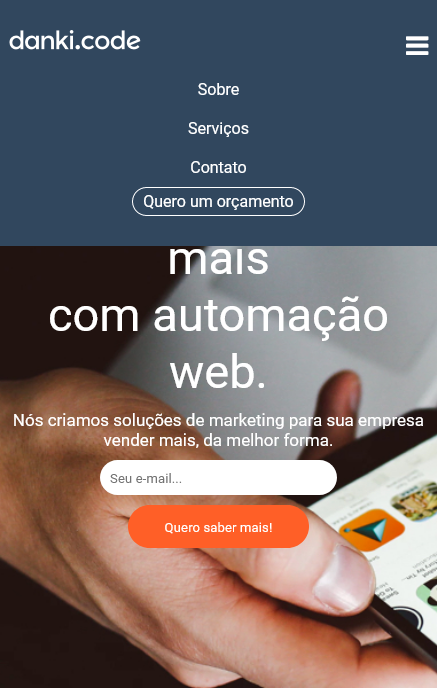 danki.code
Sobre
Serviços
Contato
Quero um orçamento
mais
com automação
web.
Nós criamos soluções de marketing para sua empresa
vender mais, da melhor forma.
Seu e-mail...
Quero saber mais!